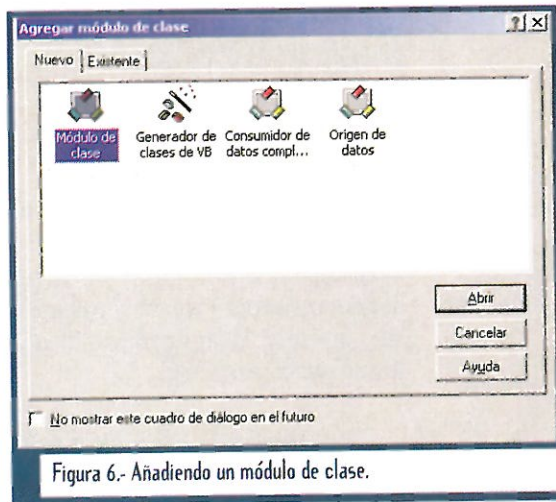 Agregar módulo de clase
Nuevo
Existente
Módulo de
clase
Generador de
clases de VB
Consumidor de
datos compl...
Origen de
datos
Abrir
Cancelar
Ayuda
No mostrar este cuadro de diálogo en el futuro
Figura 6.- Añadiendo un módulo de clase.